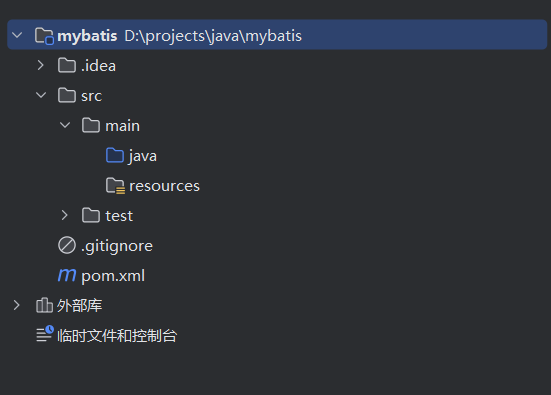 mybatis D:\projects\java\mybatis
.idea
src
main
java
resources
test
.gitignore
pom.xml
外部库
临时文件和控制台